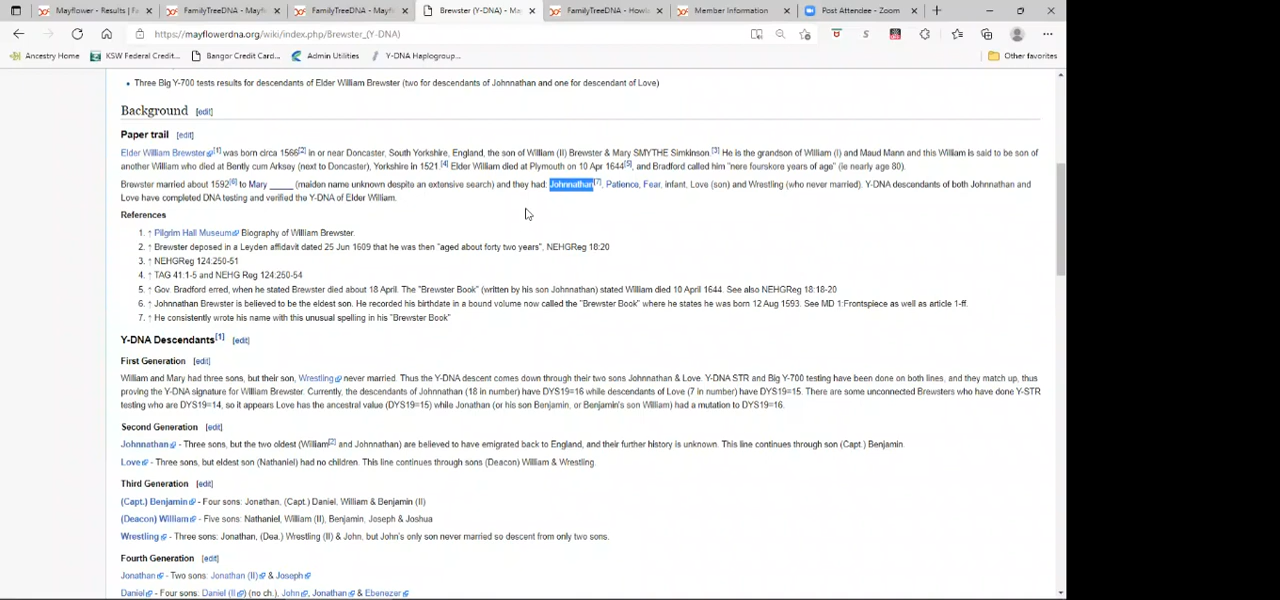 Mayflower - Results | F
FamilyTreeDNA - Mayf
FamilyTreeDNA - Mayf
Brewster (Y-DNA) - Ma
FamilyTreeDNA - Howl
Member Information
Post Attendee - Zoom
https://mayflowerdna.org/wiki/index.php/Brewster_(Y-DNA)
Ancestry Home
KSW Federal Credit...
Bangor Credit Card...
Admin Utilities
Y-DNA Haplogroup...
Other favorites
• Three Big Y-700 tests results for descendants of Elder William Brewster (two for descendants of Johnnathan and one for descendant of Love)
Background [edit]
Paper trail [edit]
Elder William Brewster[1] was born circa 1566[2] in or near Doncaster, South Yorkshire, England, the son of William (II) Brewster & Mary SMYTHE Simkinson.[3] He is the grandson of William (I) and Maud Mann and this William is said to be son of
another William who died at Bently cum Arksey (next to Doncaster), Yorkshire in 1521.[4] Elder William died at Plymouth on 10 Apr 1644[5], and Bradford called him "nere fourskore years of age" (ie nearly age 80).
Brewster married about 1592[6] to Mary _____ (maiden name unknown despite an extensive search) and they had: Johnnathan[7], Patience, Fear, infant, Love (son) and Wrestling (who never married). Y-DNA descendants of both Johnnathan and
Love have completed DNA testing and verified the Y-DNA of Elder William.
References
1. ↑ Pilgrim Hall Museum Biography of William Brewster.
2. ↑ Brewster deposed in a Leyden affidavit dated 25 Jun 1609 that he was then "aged about forty two years", NEHGReg 18:20
3. ↑ NEHGReg 124:250-51
4. ↑ TAG 41:1-5 and NEHG Reg 124:250-54
5. ↑ Gov. Bradford erred, when he stated Brewster died about 18 April. The "Brewster Book" (written by his son Johnathan) stated William died 10 April 1644. See also NEHGReg 18:18-20
6. ↑ Johnnathan Brewster is believed to be the eldest son. He recorded his birthdate in a bound volume now called the "Brewster Book" where he states he was born 12 Aug 1593. See MD 1:Frontspiece as well as article 1-ff.
7. ↑ He consistently wrote his name with this unusual spelling in his "Brewster Book"
Y-DNA Descendants[1] [edit]
First Generation [edit]
William and Mary had three sons, but their son, Wrestling never married. Thus the Y-DNA descent comes down through their two sons Johnathan & Love. Y-DNA STR and Big Y-700 testing have been done on both lines, and they match up, thus
proving the Y-DNA signature for William Brewster. Currently, the descendants of Johnathan (18 in number) have DYS19=16 while descendants of Love (7 in number) have DYS19=15. There are some unconnected Brewsters who have done Y-STR
testing who are DYS19=14, so it appears Love has the ancestral value (DYS19=15) while Jonathan (or his son Benjamin, or Benjamin's son William) had a mutation to DYS19=16.
Second Generation [edit]
Johnnathan - Three sons, but the two oldest (William[2] and Johnnathan) are believed to have emigrated back to England, and their further history is unknown. This line continues through son (Capt.) Benjamin.
Love - Three sons, but eldest son (Nathaniel) had no children. This line continues through sons (Deacon) William & Wrestling.
Third Generation [edit]
(Capt.) Benjamin - Four sons: Jonathan, (Capt.) Daniel, William & Benjamin (II)
(Deacon) William - Five sons: Nathaniel, William (II), Benjamin, Joseph & Joshua
Wrestling - Three sons: Jonathan, (Dea.) Wrestling (II) & John, but John's only son never married so descent from only two sons.
Fourth Generation [edit]
Jonathan - Two sons: Jonathan (II) & Joseph
Daniel - Four sons: Daniel (II) (no ch.), John, Jonathan & Ebenezer